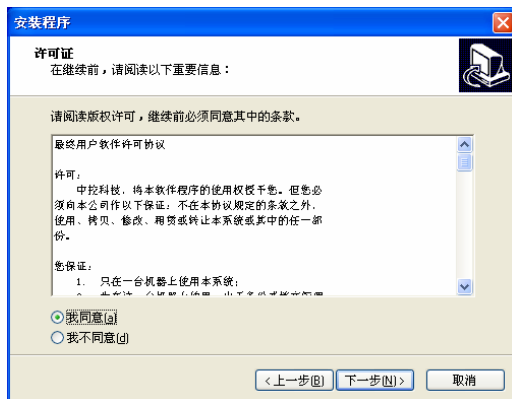 安装程序
许可证
在继续前，请阅读以下重要信息：
请阅读版权许可，继续前必须同意其中的条款。
最终用户软件许可协议
许可：
中控科技，将本软件程序的使用权授予您。但您必
须向本公司作以下保证：不在本协议规定的条款之外，
使用、拷贝、修改、租赁或转让本系统或其中的任一部
份。
您保证：
1. 只在一台机器上使用本系统；
我同意(a)
我不同意(d)
<上一步(B)
下一步(N)>
取消